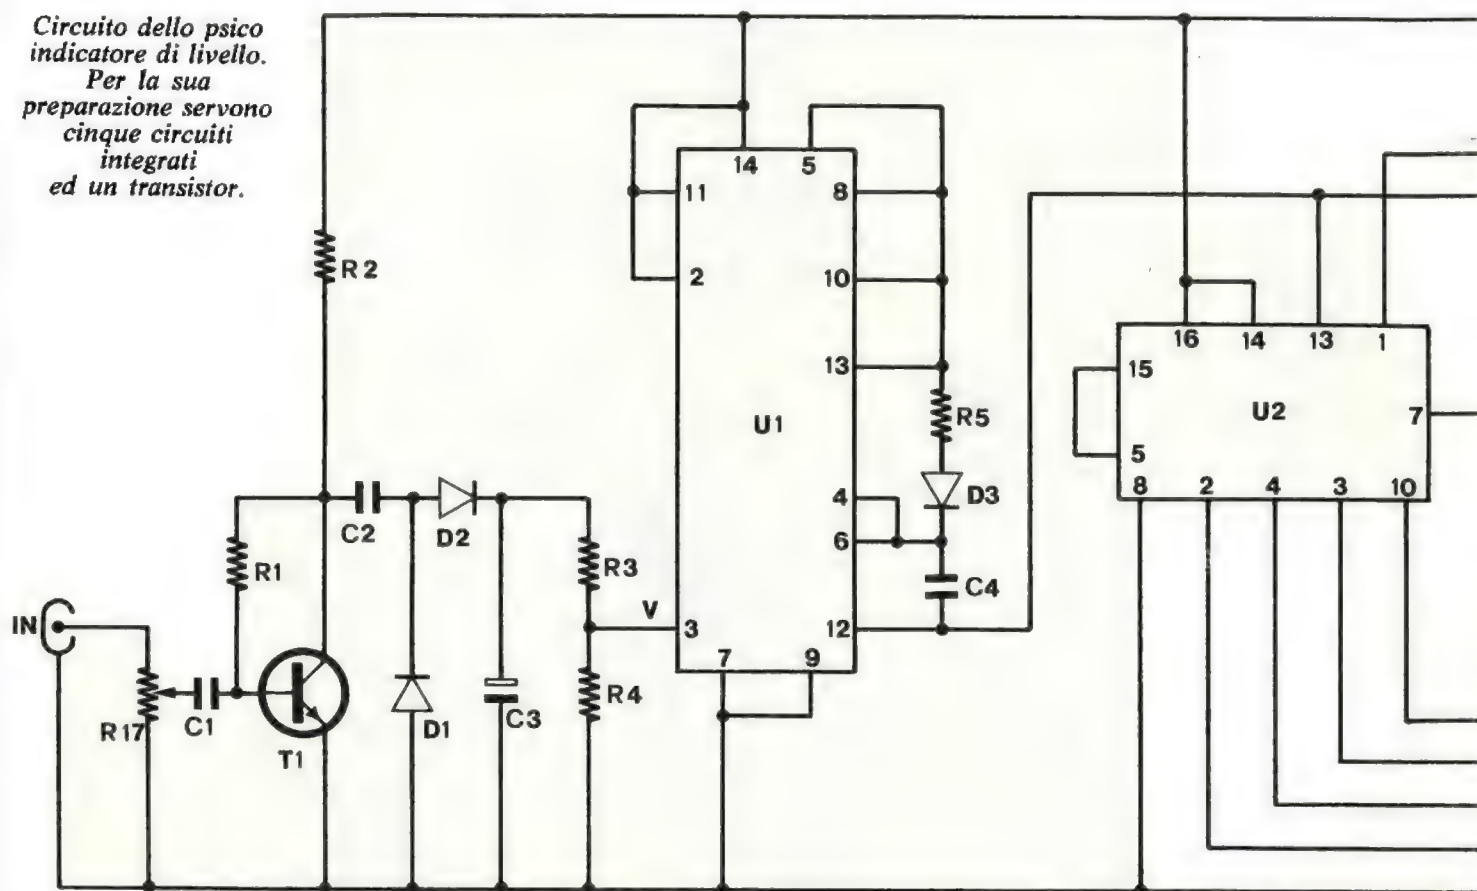 Circuito dello psico
indicatore di livello.
Per la sua
preparazione servono
cinque circuiti
integrati
ed un transistor.
14
5
11
8
R2
2
10
16
14
13
1
13
15
U1
R5
U2
7
5
4
D3
8
2
4
3
10
C2
D2
6
R1
R3
C4
IN
V
3
12
7
9
R4
R17
C1
D1
C3
T1